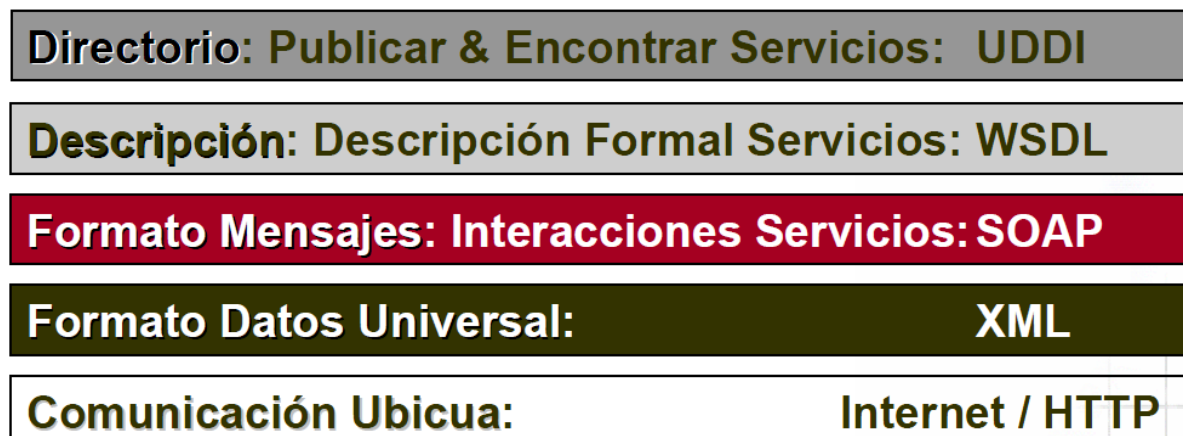 Directorio: Publicar & Encontrar Servicios: UDDI
Descripción: Descripción Formal Servicios: WSDL
Formato Mensajes: Interacciones Servicios: SOAP
Formato Datos Universal: XML
Comunicación Ubicua: Internet / HTTP